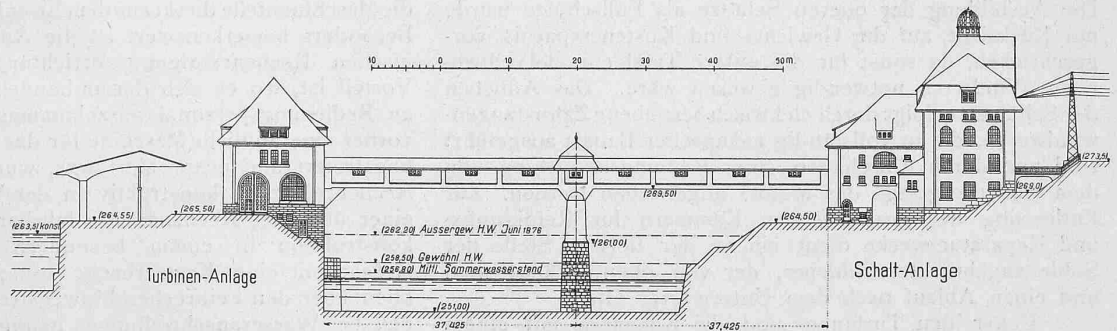 10 0 10 20 30 40 50 m
(273,5)
(269,0)
(269,50)
(264,55)
(265,0)
(264,50)
(263,5) konst.
(262,20) Aussergew. H.W. Juni 1876
(261,00)
(258,50) Gewöhnl H.W.
(256,80) Mittl. Sommerwasserstand
Turbinen-Anlage
Schalt-Anlage
(251,00)
37,425
37,425